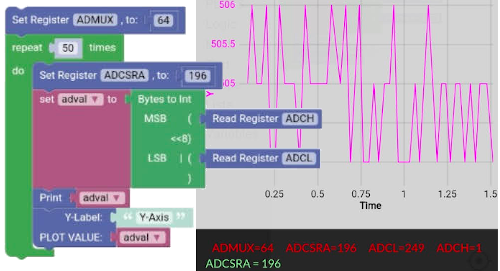 Set Register ADMUX , to: 64
repeat 50 times
do
Set Register ADCSRA , to: 196
set adval ▾ to Bytes to Int
MSB ( Read Register ADCH
<<8)
LSB | ( Read Register ADCL
)
Print adval ▾
Y-Label: “ Y-Axis ”
PLOT VALUE: adval ▾
506
505.5
505
Y
0.25 0.5 0.75 1 1.25 1.5
Time
ADMUX=64 ADCSRA=196 ADCL=249 ADCH=1
ADCSRA = 196